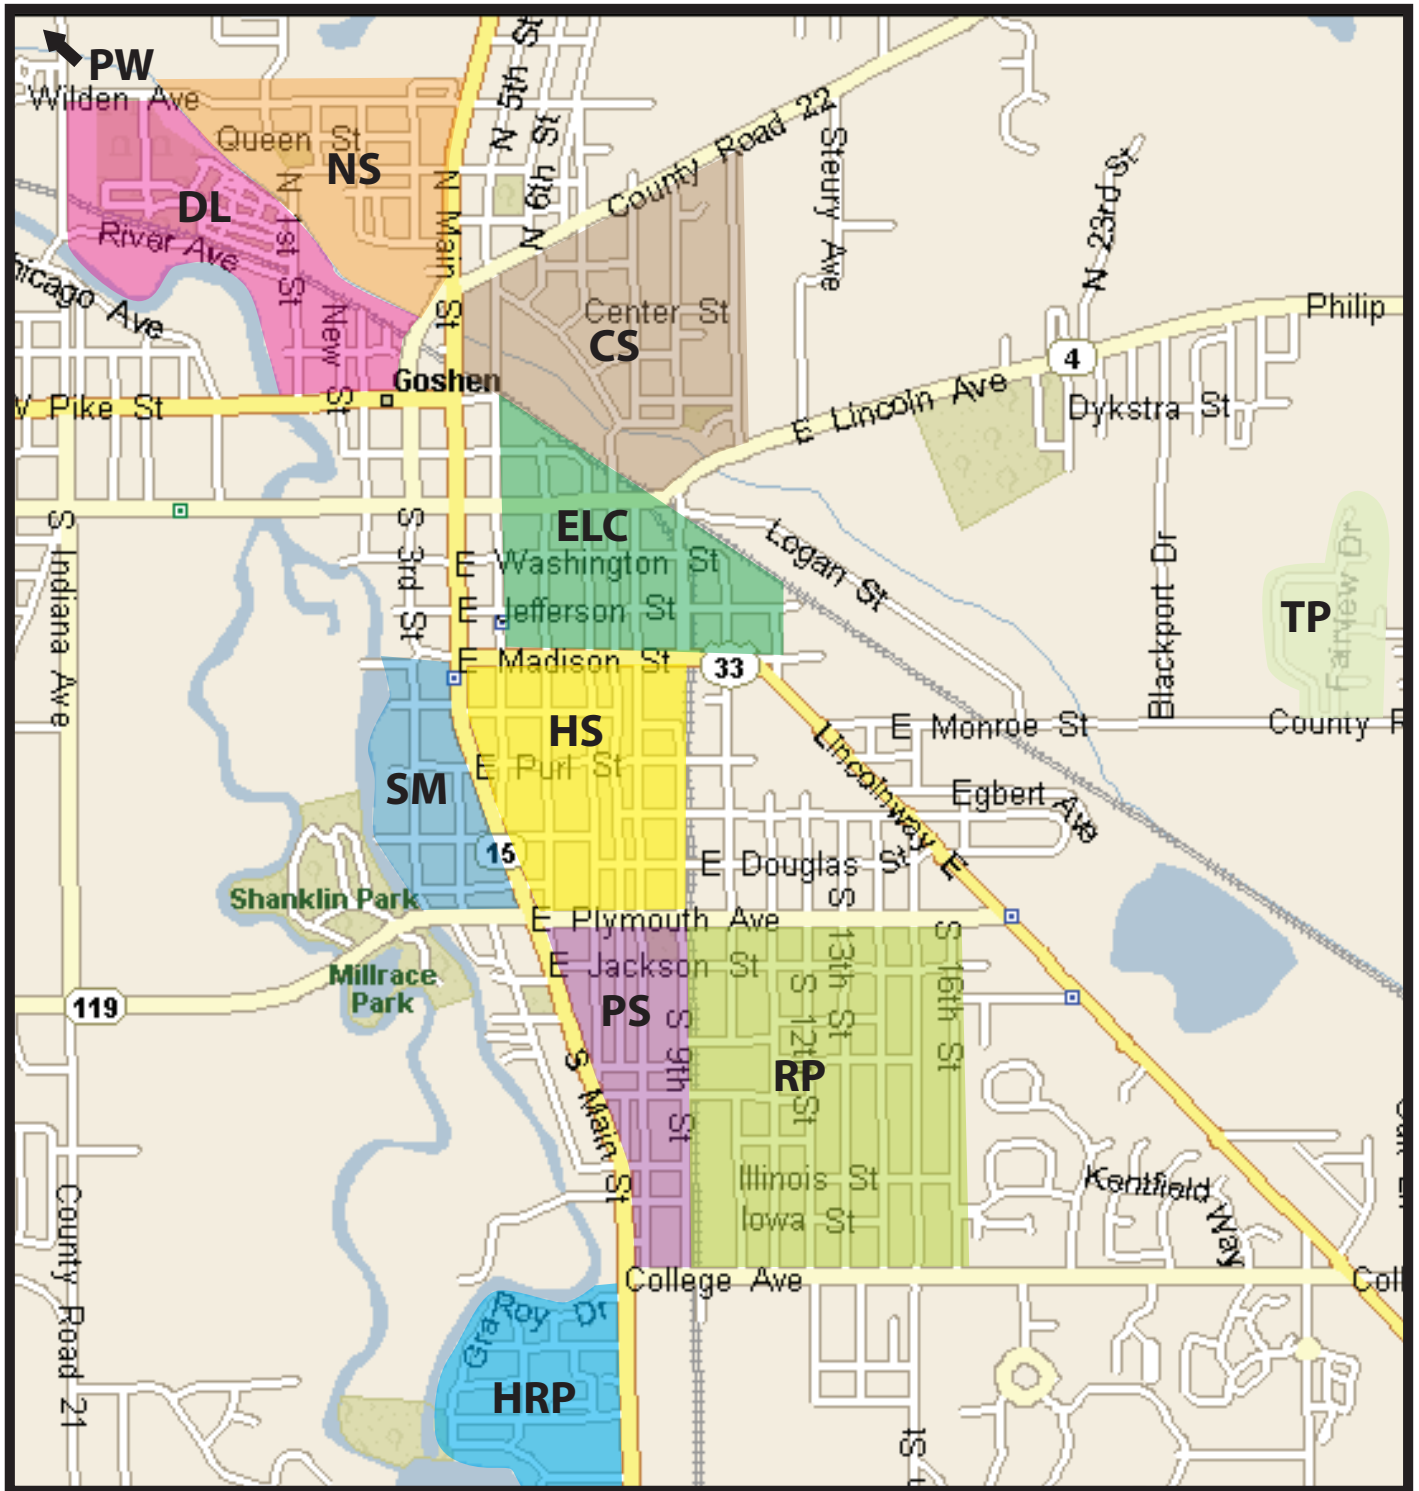 PW
Wilden Ave
N 5th St
N 6th St
Queen St
NS
County Road 22
Steury Ave
N 23rd St
DL
River Ave
N 1st St
N Main St
hicago Ave
New St
Center St
CS
Philip
4
Goshen
W Pike St
E Lincoln Ave
Dykstra St
S Indiana Ave
S 3rd St
ELC
E Washington St
E Jefferson St
Logan St
Blackport Dr
Fairview Dr
TP
E Madison St
33
HS
E Purl St
SM
E Monroe St
County R
Lincolnway E
Egbert Ave
15
E Douglas St
Shanklin Park
E Plymouth Ave
Millrace
Park
119
E Jackson St
PS
S 9th St
S 12th St
S 13th St
S 16th St
RP
S Main St
Illinois St
Iowa St
Kentfield Way
County Road 21
College Ave
Coll
Gra Roy Dr
HRP